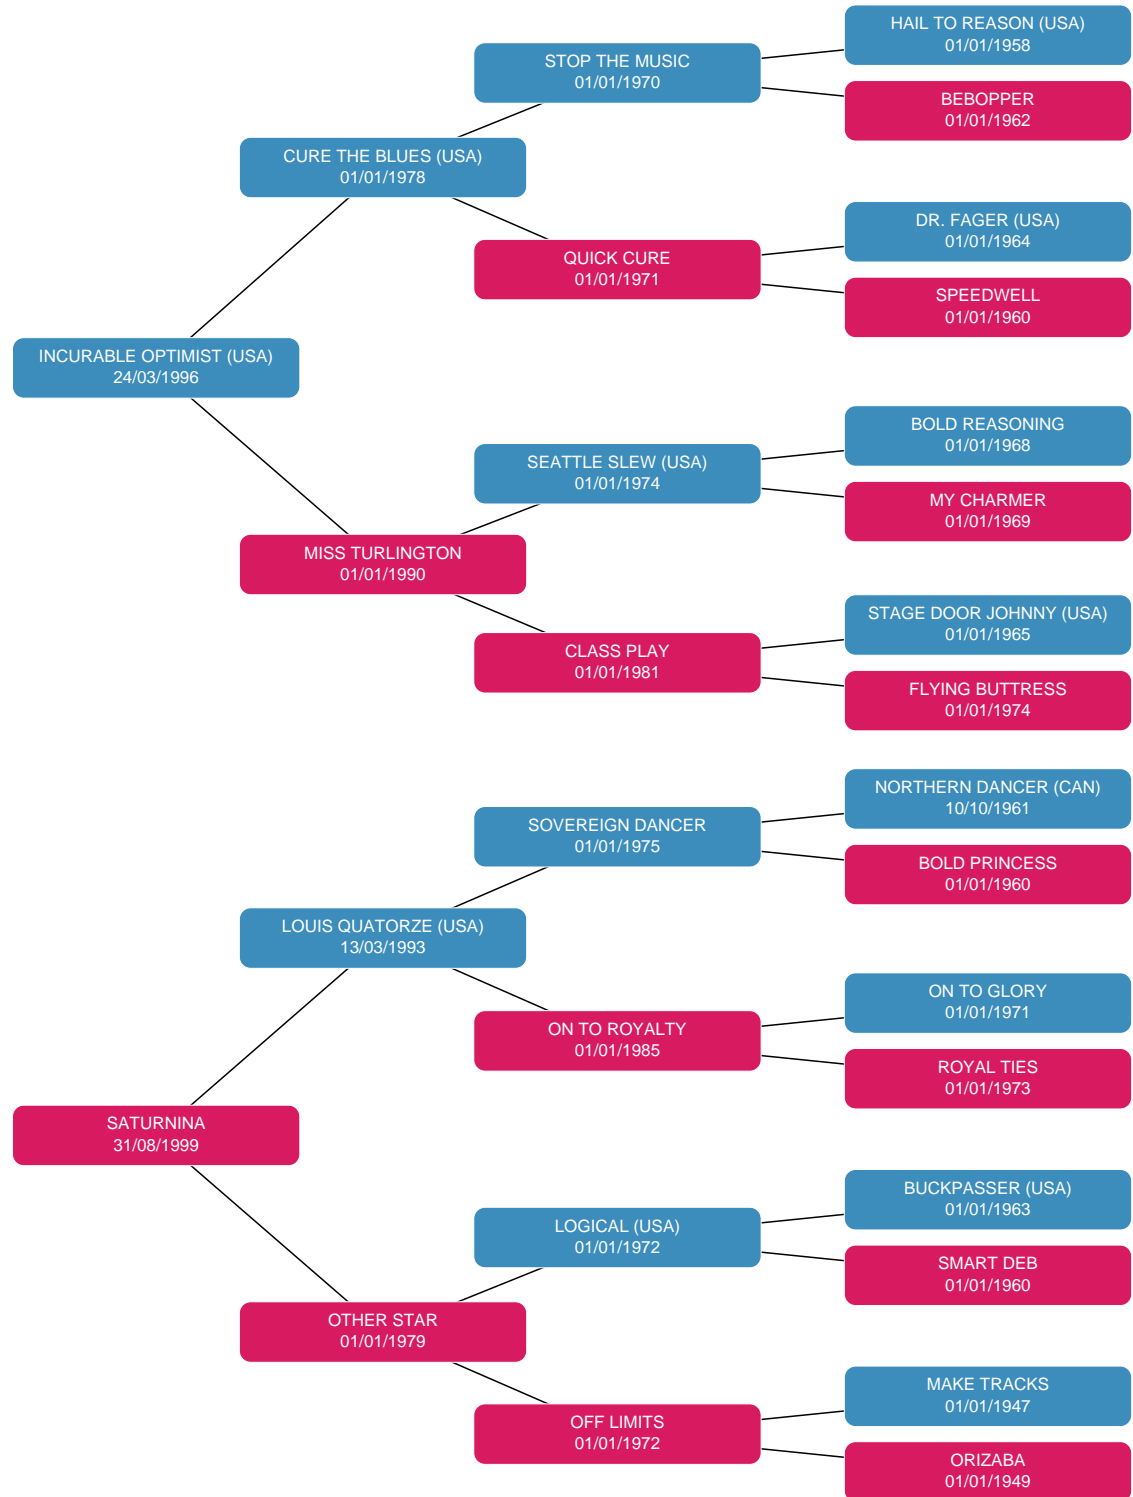 HAIL TO REASON (USA)
01/01/1958
STOP THE MUSIC
01/01/1970
BEBOPPER
01/01/1962
CURE THE BLUES (USA)
01/01/1978
DR. FAGER (USA)
01/01/1964
QUICK CURE
01/01/1971
SPEEDWELL
01/01/1960
INCURABLE OPTIMIST (USA)
24/03/1996
BOLD REASONING
01/01/1968
SEATTLE SLEW (USA)
01/01/1974
MY CHARMER
01/01/1969
MISS TURLINGTON
01/01/1990
STAGE DOOR JOHNNY (USA)
01/01/1965
CLASS PLAY
01/01/1981
FLYING BUTTRESS
01/01/1974
NORTHERN DANCER (CAN)
10/10/1961
SOVEREIGN DANCER
01/01/1975
BOLD PRINCESS
01/01/1960
LOUIS QUATORZE (USA)
13/03/1993
ON TO GLORY
01/01/1971
ON TO ROYALTY
01/01/1985
ROYAL TIES
01/01/1973
SATURNINA
31/08/1999
BUCKPASSER (USA)
01/01/1963
LOGICAL (USA)
01/01/1972
SMART DEB
01/01/1960
OTHER STAR
01/01/1979
MAKE TRACKS
01/01/1947
OFF LIMITS
01/01/1972
ORIZABA
01/01/1949